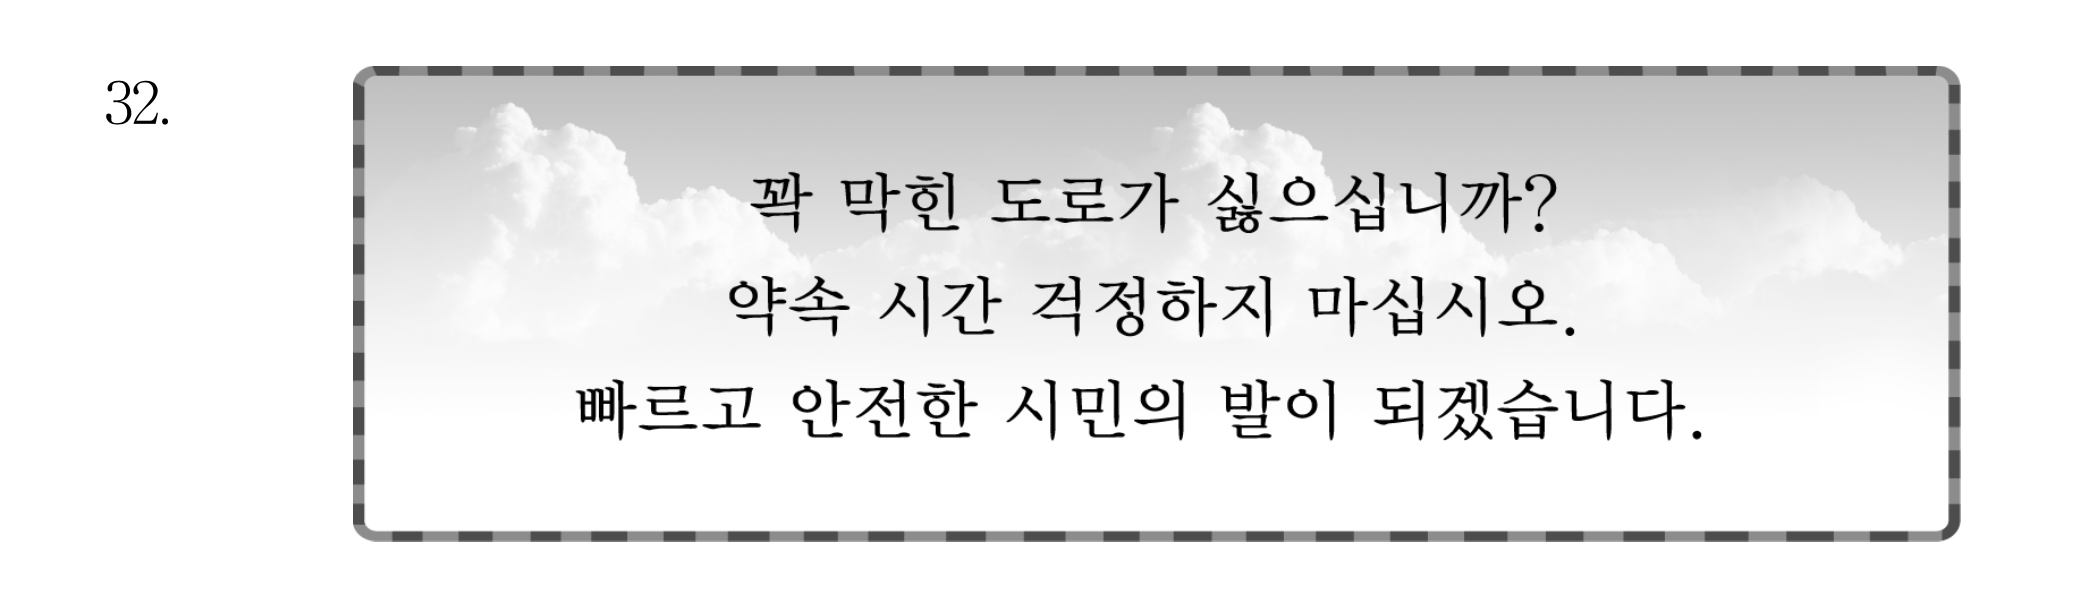 32.
꽉 막힌 도로가 싫으십니까?
약속 시간 걱정하지 마십시오.
빠르고 안전한 시민의 발이 되겠습니다.